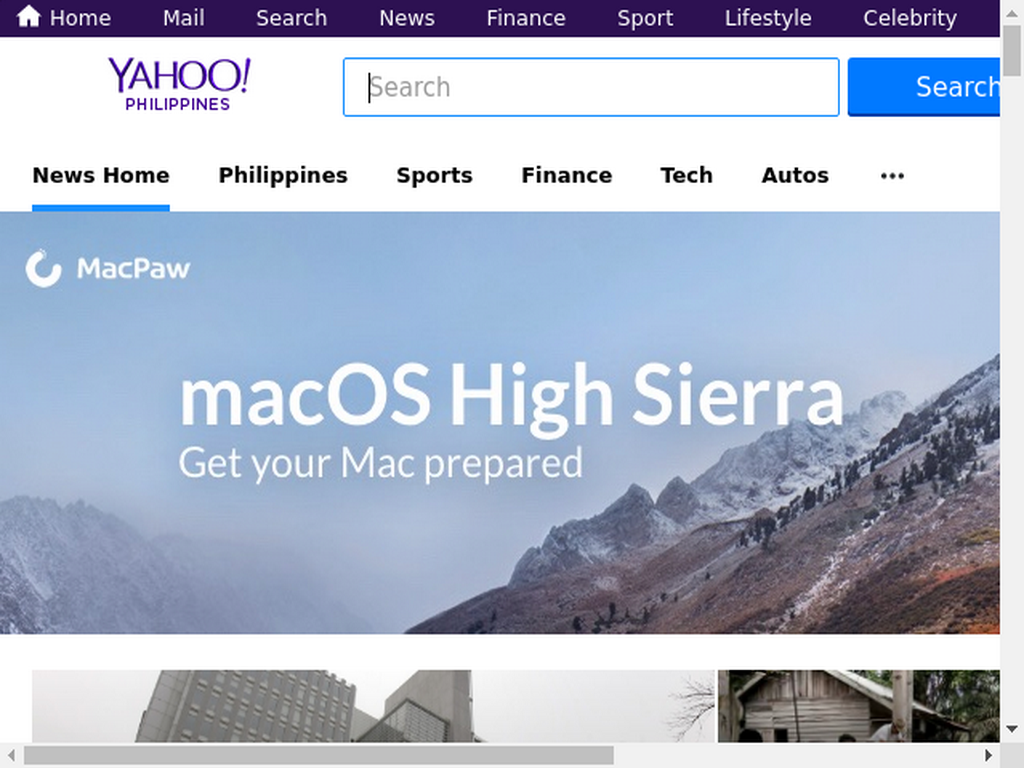 Home Mail Search News Finance Sport Lifestyle Celebrity
YAHOO!
PHILIPPINES
Search
Search
News Home Philippines Sports Finance Tech Autos •••
MacPaw
macOS High Sierra
Get your Mac prepared